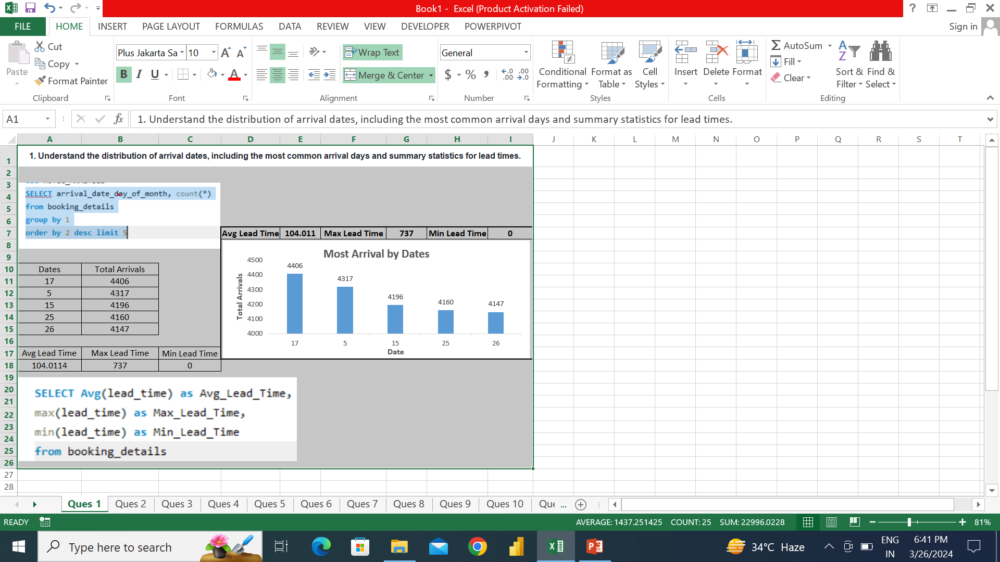 Book1 - Excel (Product Activation Failed)
FILE HOME INSERT PAGE LAYOUT FORMULAS DATA REVIEW VIEW DEVELOPER POWERPIVOT Sign in
Paste
Cut
Copy
Format Painter
Clipboard
Plus Jakarta Sa 10
B I U
Font
Wrap Text
Merge & Center
Alignment
General
$ % ,
Number
Conditional Formatting
Format as Table
Cell Styles
Styles
Insert Delete Format
Cells
AutoSum
Fill
Clear
Sort & Filter
Find & Select
Editing
A1 fx 1. Understand the distribution of arrival dates, including the most common arrival days and summary statistics for lead times.
A B C D E F G H I J K L M N O P Q R S T
1 2 3 4 5 6 7 8 9 10 11 12 13 14 15 16 17 18 19 20 21 22 23 24 25 26 27 28
1. Understand the distribution of arrival dates, including the most common arrival days and summary statistics for lead times.
SELECT arrival_date_day_of_month, count(*)
from booking_details
group by 1
order by 2 desc limit 5
Avg Lead Time 104.011 Max Lead Time 737 Min Lead Time 0
Dates Total Arrivals
17 4406
5 4317
15 4196
25 4160
26 4147
Most Arrival by Dates
Total Arrivals
4500
4400
4300
4200
4100
4000
4406 4317 4196 4160 4147
17 5 15 25 26
Date
Avg Lead Time Max Lead Time Min Lead Time
104.0114 737 0
SELECT Avg(lead_time) as Avg_Lead_Time,
max(lead_time) as Max_Lead_Time,
min(lead_time) as Min_Lead_Time
from booking_details
Ques 1 Ques 2 Ques 3 Ques 4 Ques 5 Ques 6 Ques 7 Ques 8 Ques 9 Ques 10 Que ...
READY AVERAGE: 1437.251425 COUNT: 25 SUM: 22996.0228 81%
Type here to search 34°C Haze ENG 6:41 PM
IN 3/26/2024